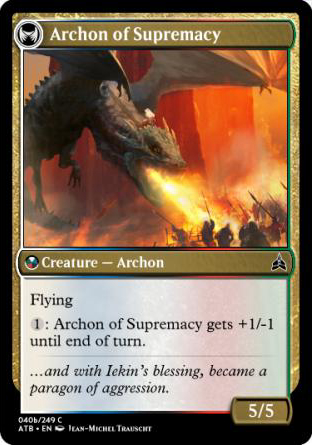 Archon of Supremacy
Creature — Archon
Flying
1: Archon of Supremacy gets +1/-1
until end of turn.
...and with Iekin's blessing, became a
paragon of aggression.
5/5
040b/249 C
ATB • EN Jean-Michel Trauscht